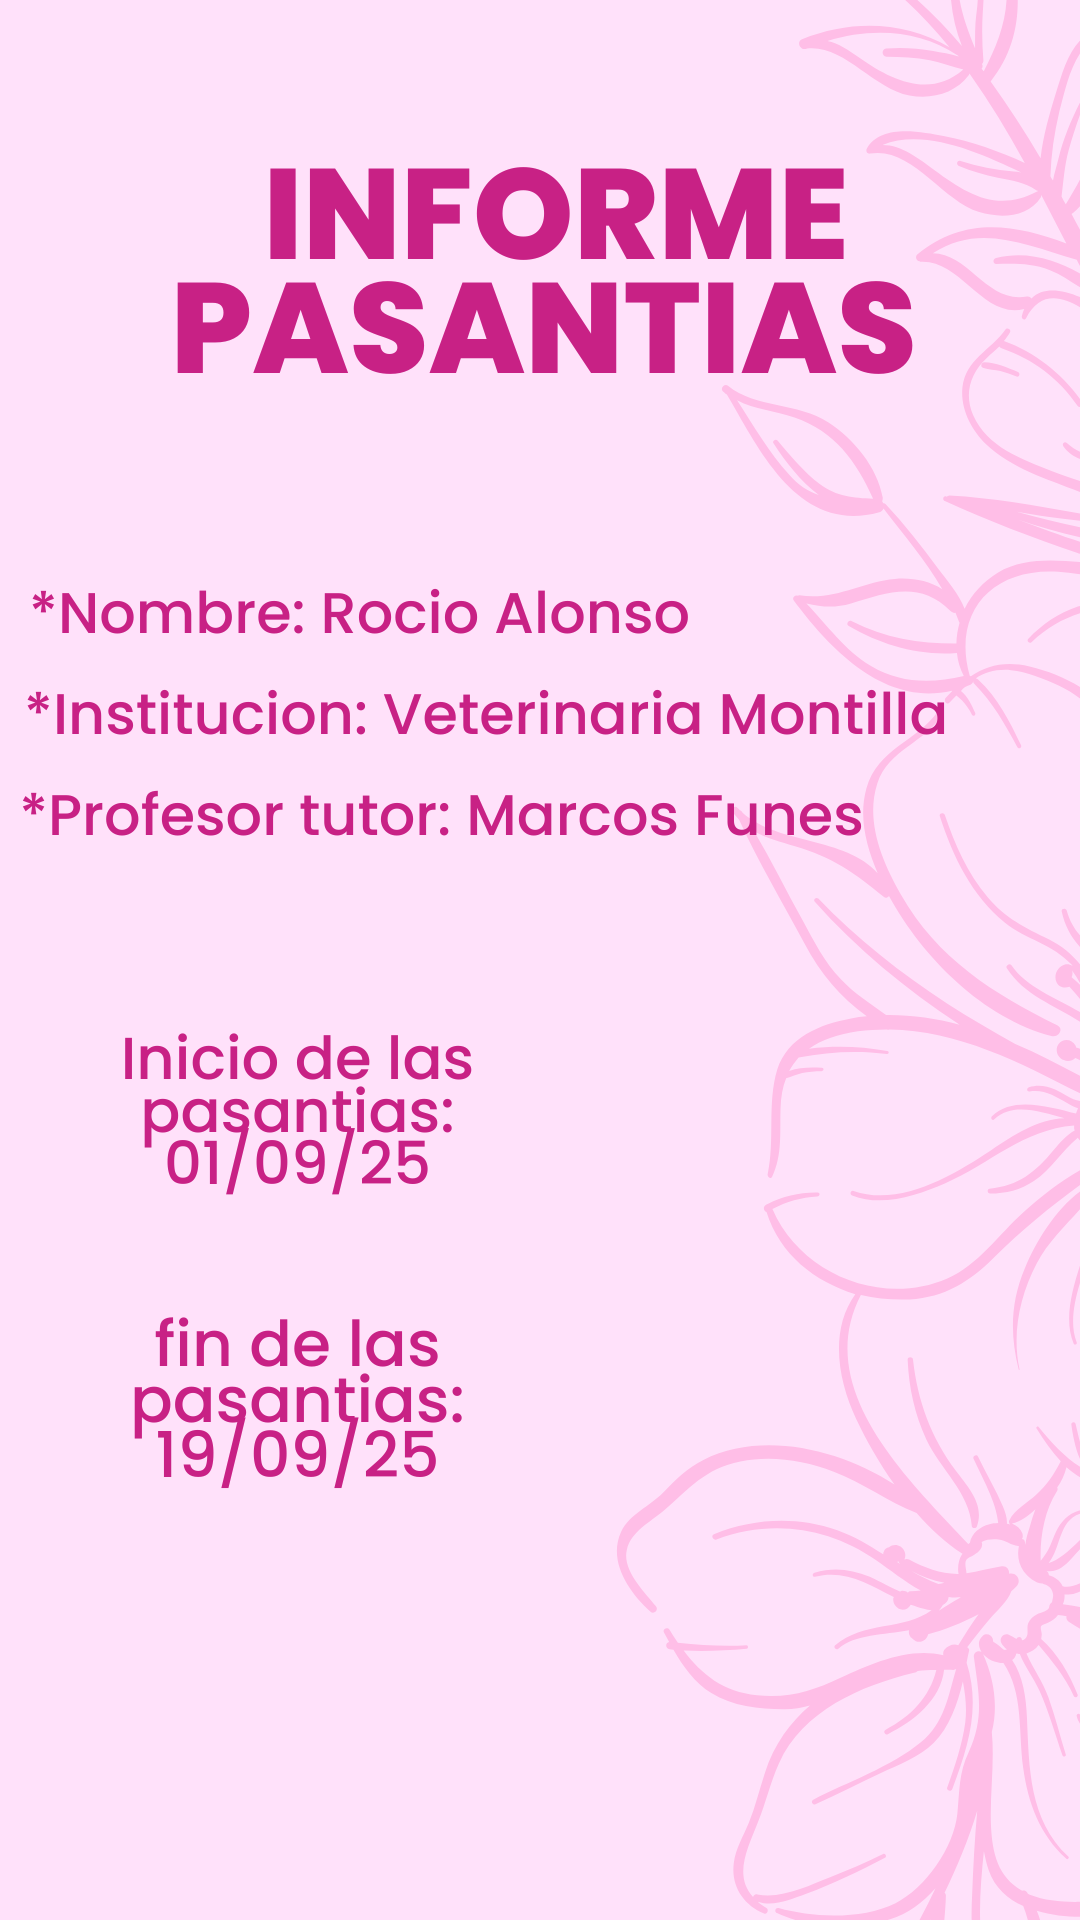 INFORME
PASANTIAS
*Nombre: Rocio Alonso
*Institucion: Veterinaria Montilla
*Profesor tutor: Marcos Funes
Inicio de las
pasantias:
01/09/25
fin de las
pasantias:
19/09/25